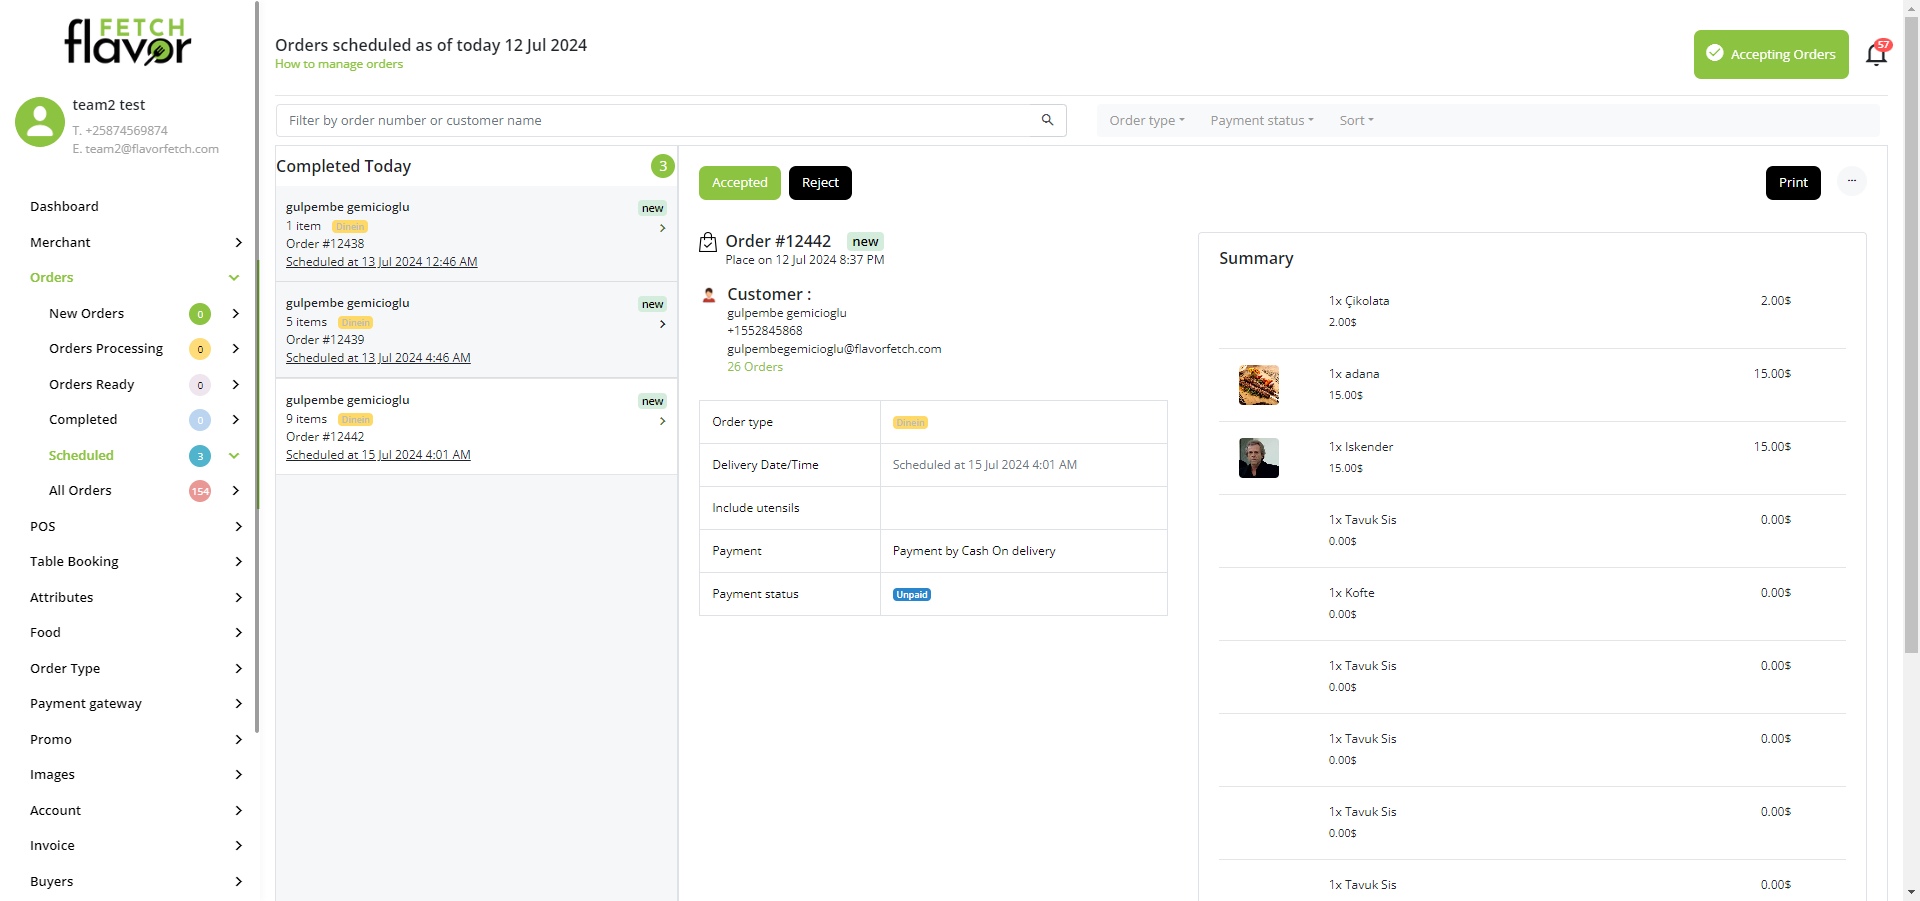 FETCH
flavor
team2 test
T. +25874569874
E. team2@flavorfetch.com
Dashboard
Merchant
Orders
New Orders 0
Orders Processing 0
Orders Ready 0
Completed 0
Scheduled 3
All Orders 154
POS
Table Booking
Attributes
Food
Order Type
Payment gateway
Promo
Images
Account
Invoice
Buyers
Orders scheduled as of today 12 Jul 2024
How to manage orders
Accepting Orders
57
Filter by order number or customer name
Order type
Payment status
Sort
Completed Today 3
gulpembe gemicioglu new
1 item Dinein
Order #12438
Scheduled at 13 Jul 2024 12:46 AM
gulpembe gemicioglu new
5 items Dinein
Order #12439
Scheduled at 13 Jul 2024 4:46 AM
gulpembe gemicioglu new
9 items Dinein
Order #12442
Scheduled at 15 Jul 2024 4:01 AM
Accepted
Reject
Print
...
Order #12442 new
Place on 12 Jul 2024 8:37 PM
Customer :
gulpembe gemicioglu
+1552845868
gulpembegemicioglu@flavorfetch.com
26 Orders
Order type Dinein
Delivery Date/Time Scheduled at 15 Jul 2024 4:01 AM
Include utensils
Payment Payment by Cash On delivery
Payment status Unpaid
Summary
1x Çikolata 2.00$
2.00$
1x adana 15.00$
15.00$
1x Iskender 15.00$
15.00$
1x Tavuk Sis 0.00$
0.00$
1x Kofte 0.00$
0.00$
1x Tavuk Sis 0.00$
0.00$
1x Tavuk Sis 0.00$
0.00$
1x Tavuk Sis 0.00$
0.00$
1x Tavuk Sis 0.00$